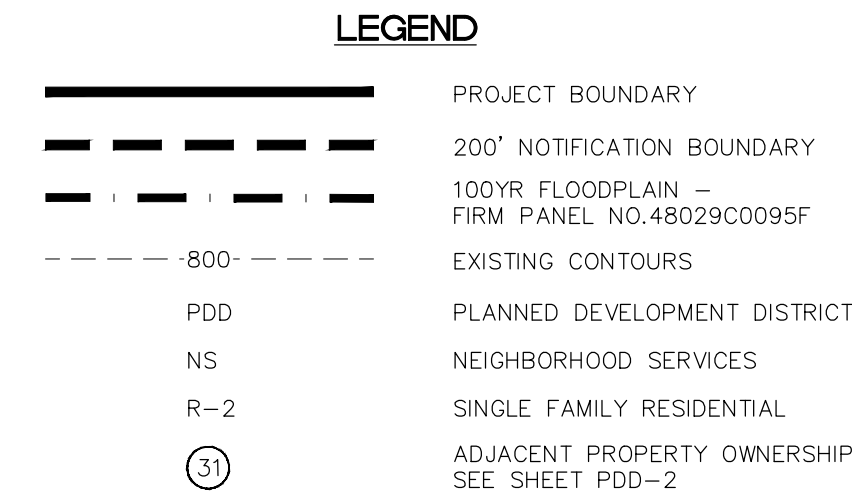 LEGEND
PROJECT BOUNDARY
200' NOTIFICATION BOUNDARY
100YR FLOODPLAIN –
FIRM PANEL NO.48029C0095F
800 EXISTING CONTOURS
PDD PLANNED DEVELOPMENT DISTRICT
NS NEIGHBORHOOD SERVICES
R-2 SINGLE FAMILY RESIDENTIAL
31 ADJACENT PROPERTY OWNERSHIP
SEE SHEET PDD-2